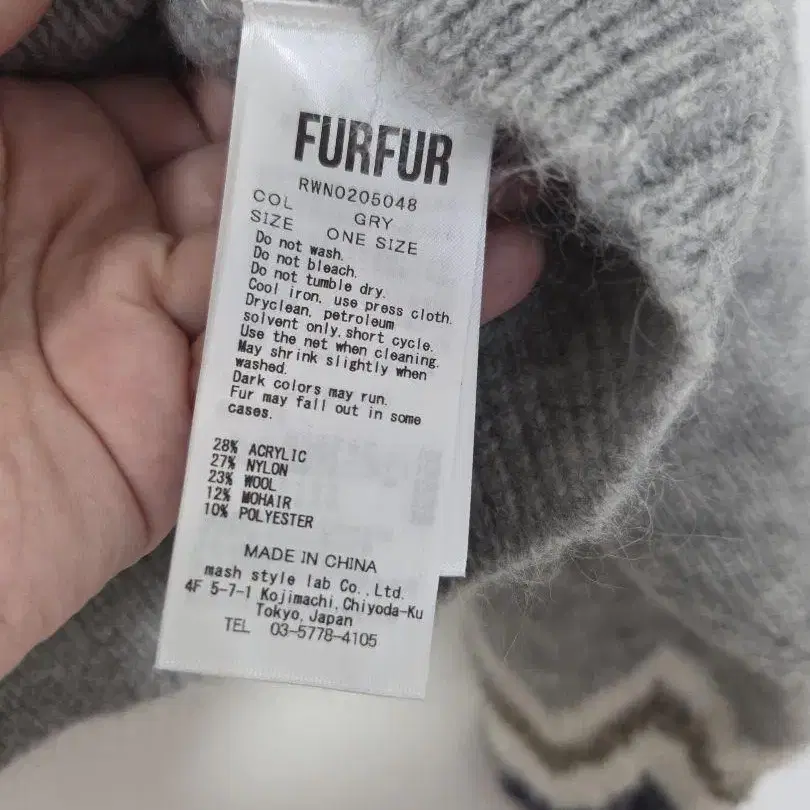 FURFUR
RWN0205048
COL GRY
SIZE ONE SIZE
Do not wash.
Do not bleach.
Do not tumble dry.
Cool iron, use press cloth.
Dryclean, petroleum
solvent only, short cycle.
Use the net when cleaning.
May shrink slightly when
washed.
Dark colors may run.
Fur may fall out in some
cases.
28% ACRYLIC
27% NYLON
23% WOOL
12% MOHAIR
10% POLYESTER
MADE IN CHINA
mash style lab Co., Ltd.
4F 5-7-1 Kojimachi, Chiyoda-Ku
Tokyo, Japan
TEL 03-5778-4105